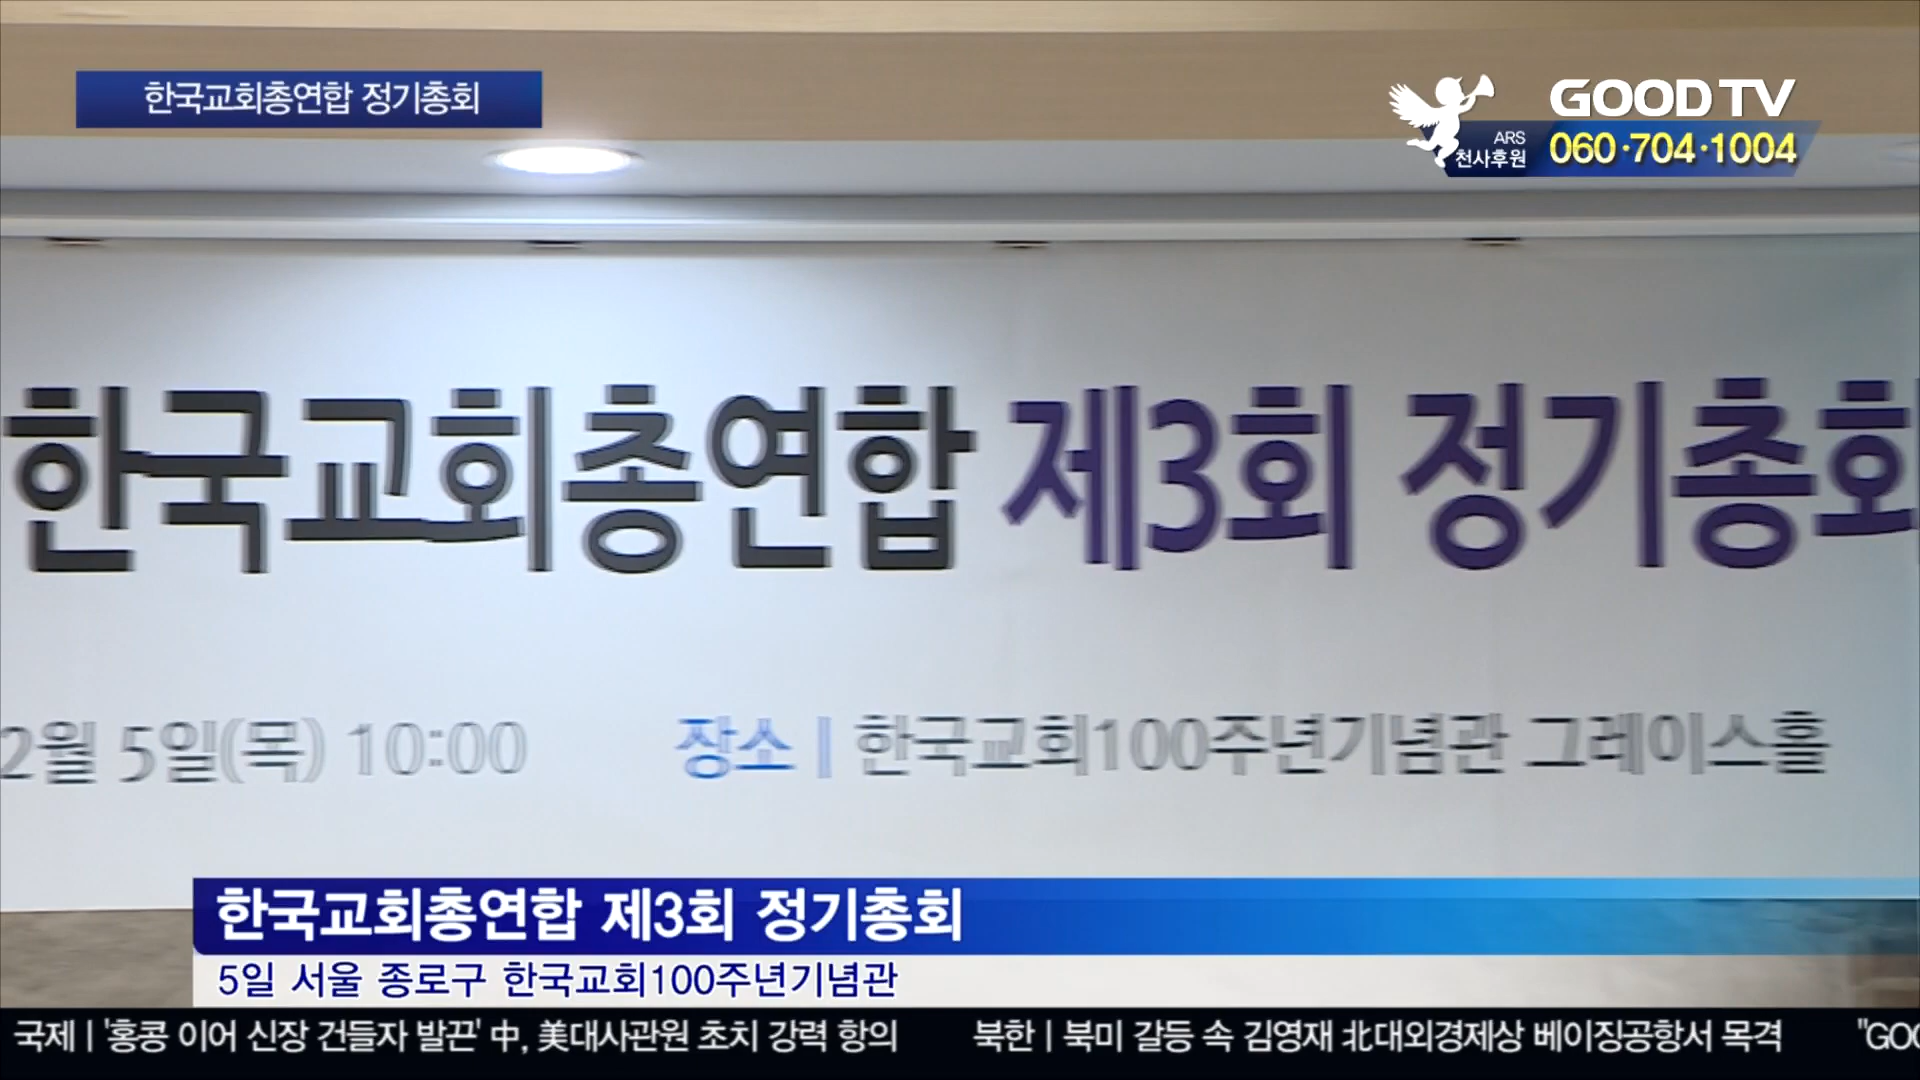 한국교회총연합 정기총회
GOODTV
ARS
천사후원
060·704·1004
한국교회총연합 제3회 정기총회
2월 5일(목) 10:00 장소 | 한국교회100주년기념관 그레이스홀
한국교회총연합 제3회 정기총회
5일 서울 종로구 한국교회100주년기념관
국제 | '홍콩 이어 신장 건들자 발끈' 中, 美대사관원 초치 강력 항의 북한 | 북미 갈등 속 김영재 北대외경제상 베이징공항서 목격 "GOO